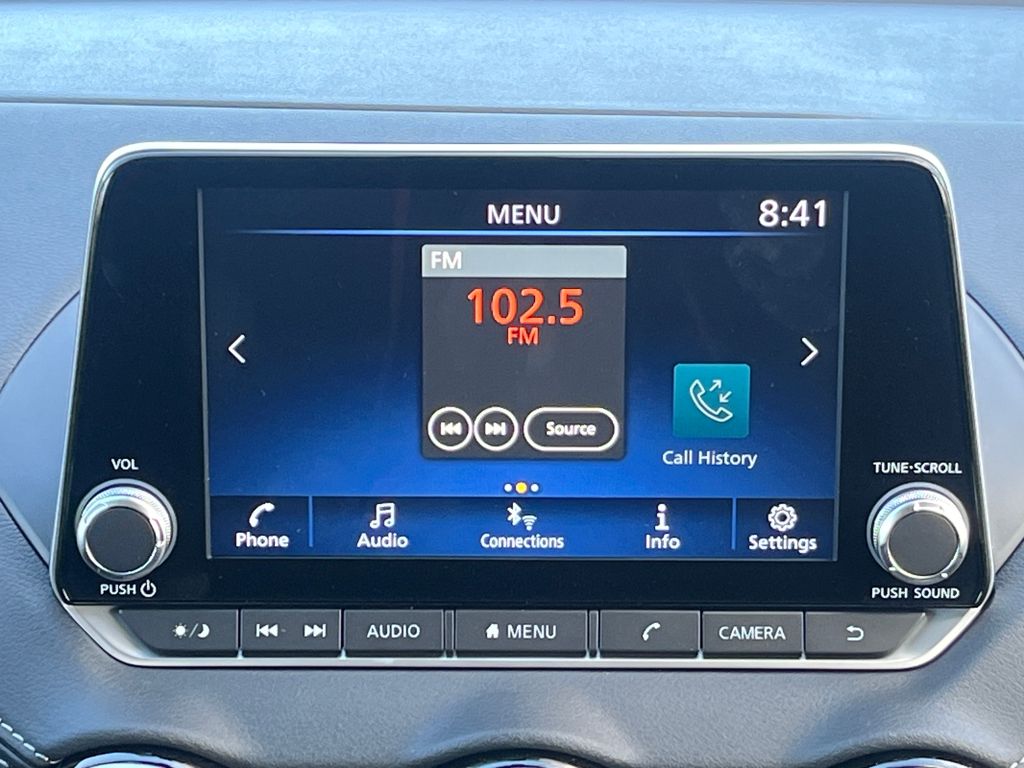 MENU
8:41
FM
102.5
FM
Source
Call History
VOL
TUNE·SCROLL
Phone
Audio
Connections
Info
Settings
PUSH
PUSH SOUND
AUDIO
MENU
CAMERA